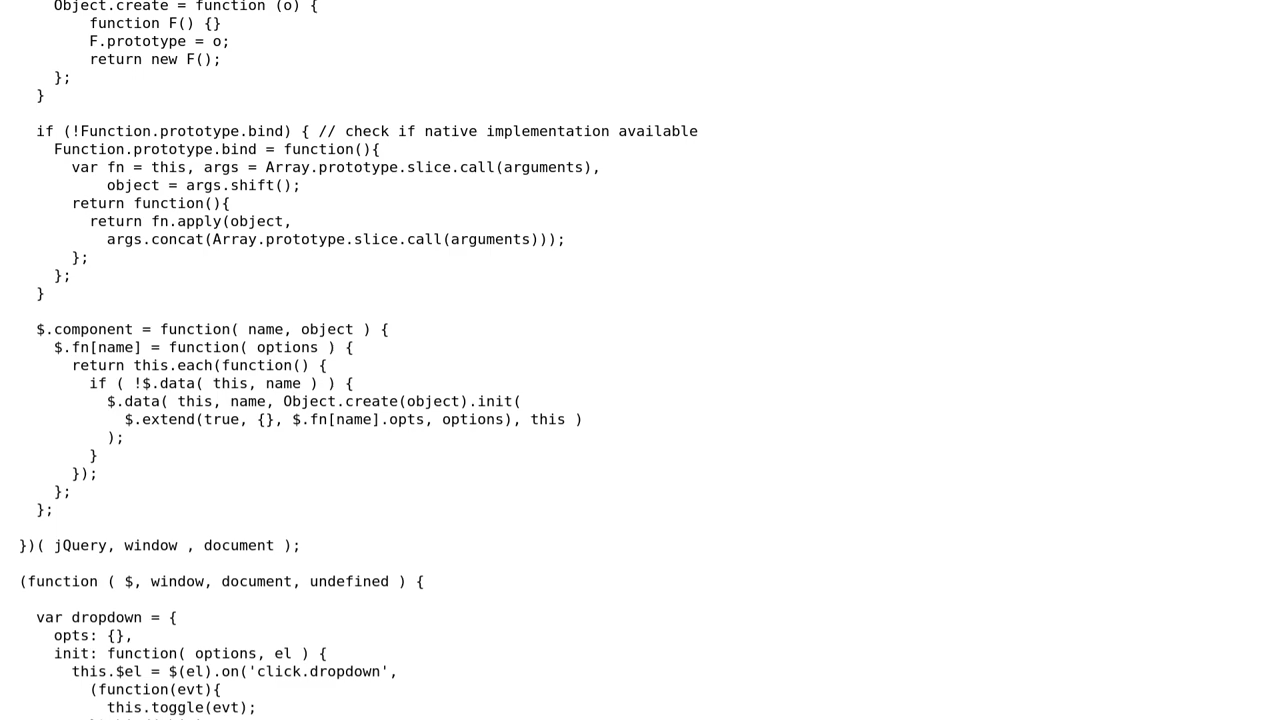 Object.create = function (o) {
function F() {}
F.prototype = o;
return new F();
};
}
if (!Function.prototype.bind) { // check if native implementation available
Function.prototype.bind = function(){
var fn = this, args = Array.prototype.slice.call(arguments),
object = args.shift();
return function(){
return fn.apply(object,
args.concat(Array.prototype.slice.call(arguments)));
};
};
}
$.component = function( name, object ) {
$.fn[name] = function( options ) {
return this.each(function() {
if ( !$.data( this, name ) ) {
$.data( this, name, Object.create(object).init(
$.extend(true, {}, $.fn[name].opts, options), this )
);
}
});
};
};
})( jQuery, window , document );
(function ( $, window, document, undefined ) {
var dropdown = {
opts: {},
init: function( options, el ) {
this.$el = $(el).on('click.dropdown',
(function(evt){
this.toggle(evt);